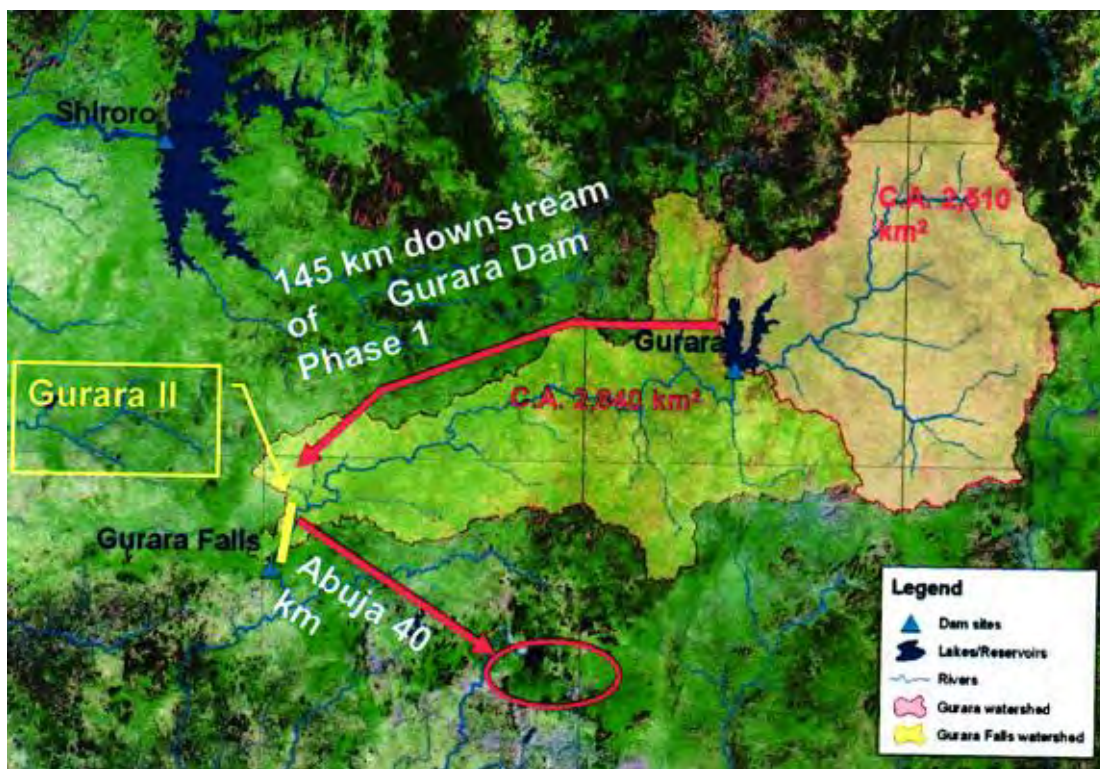 Shiroro
C.A. 2,510
km²
145 km downstream
of Gurara Dam
Phase 1
Gurara
Gurara II
C.A. 2,840 km²
Gurara Falls
Abuja 40
km
Legend
Dam sites
Lakes/Reservoirs
Rivers
Gurara watershed
Gurara Falls watershed